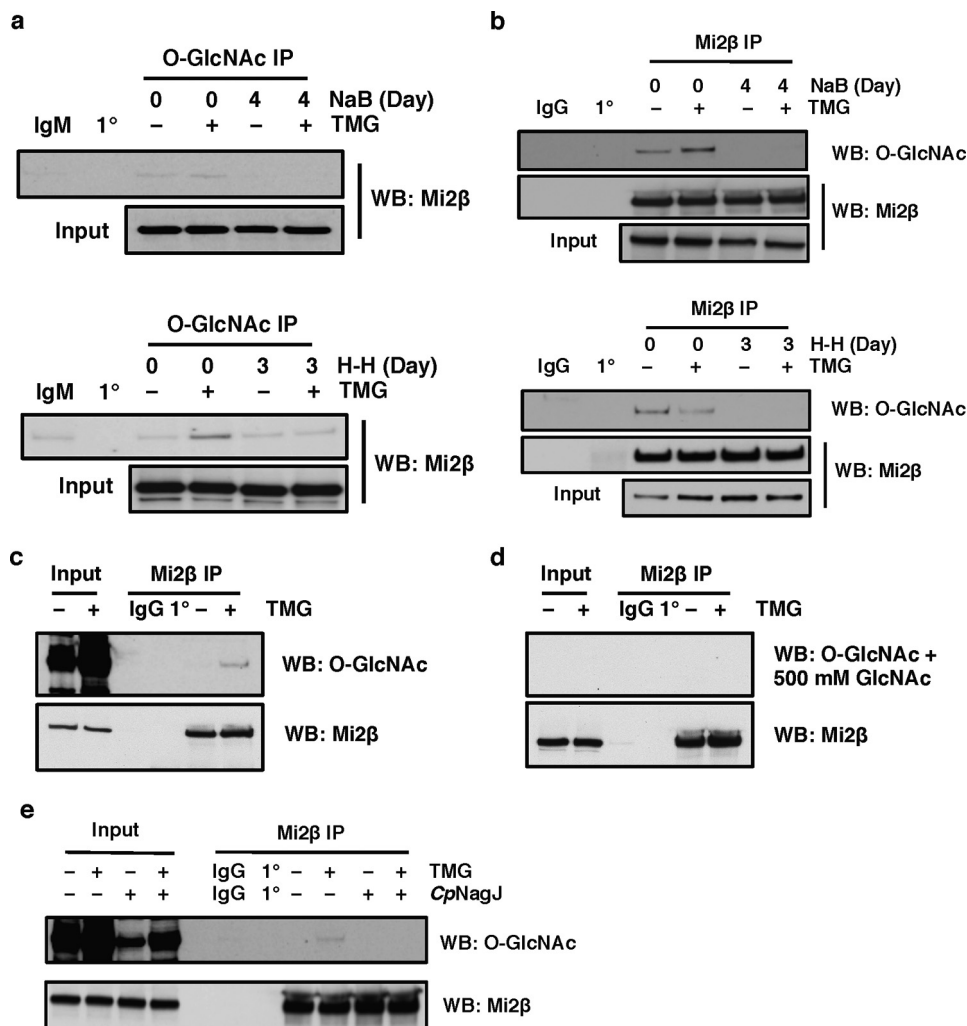 a
O-GlcNAc IP
0 0 4 4 NaB (Day)
IgM 1° – + – + TMG
WB: Mi2β
Input
O-GlcNAc IP
0 0 3 3 H-H (Day)
IgM 1° – + – + TMG
WB: Mi2β
Input
b
Mi2β IP
0 0 4 4 NaB (Day)
IgG 1° – + – + TMG
WB: O-GlcNAc
WB: Mi2β
Input
Mi2β IP
0 0 3 3 H-H (Day)
IgG 1° – + – + TMG
WB: O-GlcNAc
WB: Mi2β
Input
c
Input Mi2β IP
– + IgG 1° – + TMG
WB: O-GlcNAc
WB: Mi2β
d
Input Mi2β IP
– + IgG 1° – + TMG
WB: O-GlcNAc +
500 mM GlcNAc
WB: Mi2β
e
Input Mi2β IP
– + – + IgG 1° – + – + TMG
– – + + IgG 1° – – + + CpNagJ
WB: O-GlcNAc
WB: Mi2β